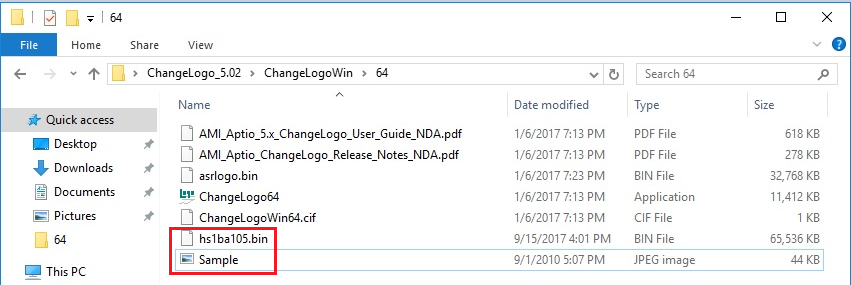 64
File Home Share View
ChangeLogo_5.02 ChangeLogoWin 64 Search 64
Name Date modified Type Size
Quick access
Desktop
Downloads
Documents
Pictures
64
This PC
AMI_Aptio_5.x_ChangeLogo_User_Guide_NDA.pdf 1/6/2017 7:13 PM PDF File 618 KB
AMI_Aptio_ChangeLogo_Release_Notes_NDA.pdf 1/6/2017 7:13 PM PDF File 278 KB
asrlogo.bin 1/6/2017 7:23 PM BIN File 32,768 KB
ChangeLogo64 1/6/2017 7:13 PM Application 11,412 KB
ChangeLogoWin64.cif 1/6/2017 7:13 PM CIF File 1 KB
hs1ba105.bin 9/15/2017 4:01 PM BIN File 65,536 KB
Sample 9/1/2010 5:07 PM JPEG image 44 KB